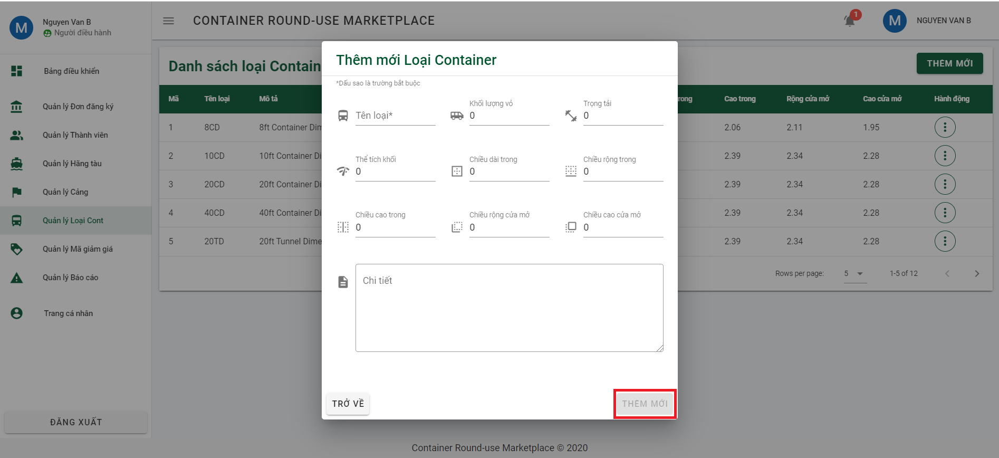 M
Nguyen Van B
Người điều hành
CONTAINER ROUND-USE MARKETPLACE
1
M
NGUYEN VAN B
Bảng điều khiển
Quản lý Đơn đăng ký
Quản lý Thành viên
Quản lý Hãng tàu
Quản lý Cảng
Quản lý Loại Cont
Quản lý Mã giảm giá
Quản lý Báo cáo
Trang cá nhân
ĐĂNG XUẤT
Danh sách loại Contain
THÊM MỚI
Mã Tên loại Mô tả rong Cao trong Rộng cửa mở Cao cửa mở Hành động
1 8CD 8ft Container Dim 2.06 2.11 1.95
2 10CD 10ft Container Di 2.39 2.34 2.28
3 20CD 20ft Container Di 2.39 2.34 2.28
4 40CD 40ft Container Di 2.39 2.34 2.28
5 20TD 20ft Tunnel Dime 2.39 2.34 2.28
Rows per page: 5 1-5 of 12
Thêm mới Loại Container
*Dấu sao là trường bắt buộc
Tên loại*
Khối lượng vỏ
0
Trọng tải
0
Thể tích khối
0
Chiều dài trong
0
Chiều rộng trong
0
Chiều cao trong
0
Chiều rộng cửa mở
0
Chiều cao cửa mở
0
Chi tiết
TRỞ VỀ
THÊM MỚI
Container Round-use Marketplace © 2020